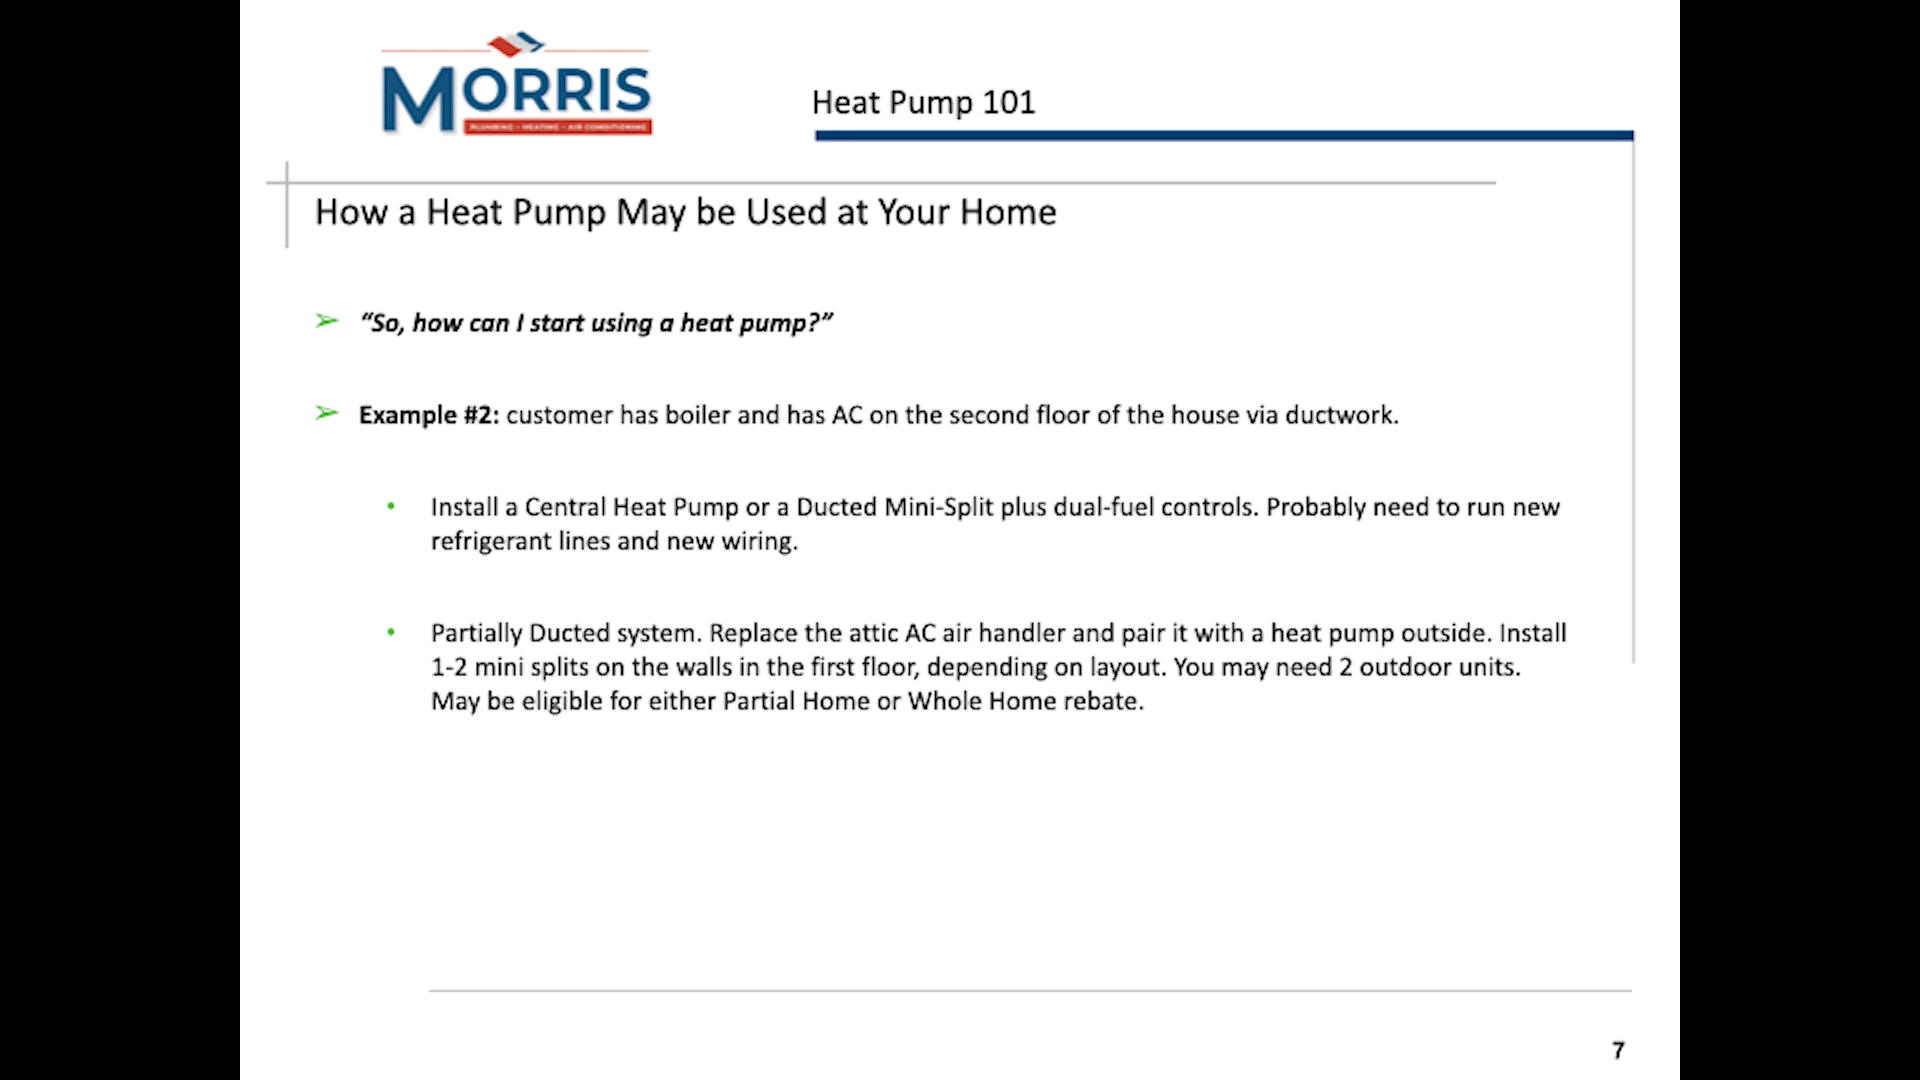 MORRIS
PLUMBING - HEATING - AIR CONDITIONING
Heat Pump 101
How a Heat Pump May be Used at Your Home
“So, how can I start using a heat pump?”
Example #2: customer has boiler and has AC on the second floor of the house via ductwork.
Install a Central Heat Pump or a Ducted Mini-Split plus dual-fuel controls. Probably need to run new
refrigerant lines and new wiring.
Partially Ducted system. Replace the attic AC air handler and pair it with a heat pump outside. Install
1-2 mini splits on the walls in the first floor, depending on layout. You may need 2 outdoor units.
May be eligible for either Partial Home or Whole Home rebate.
7